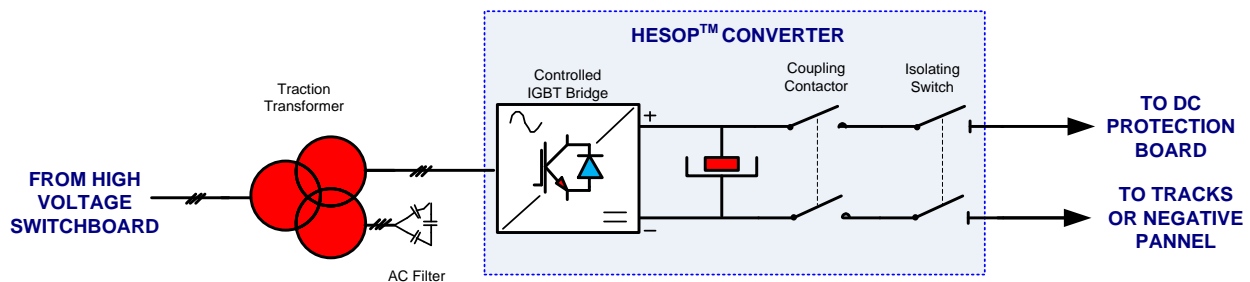 HESOP™ CONVERTER
Controlled
IGBT Bridge
Coupling
Contactor
Isolating
Switch
Traction
Transformer
+
TO DC
PROTECTION
BOARD
FROM HIGH
VOLTAGE
SWITCHBOARD
TO TRACKS
OR NEGATIVE
PANNEL
−
AC Filter